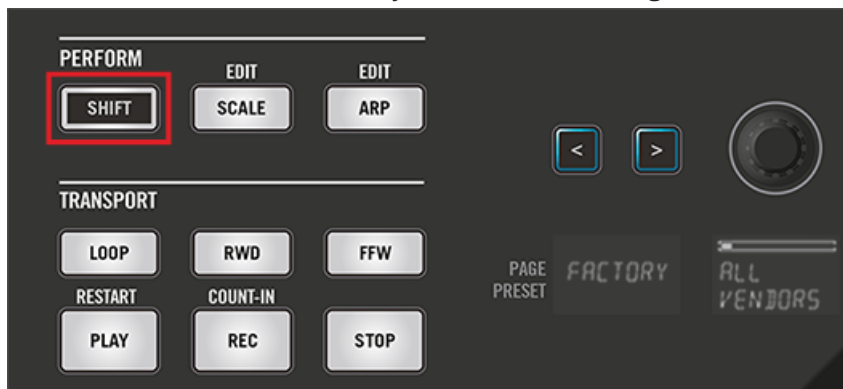 PERFORM
EDIT EDIT
SHIFT SCALE ARP
< >
TRANSPORT
LOOP RWD FFW
PAGE FACTORY ALL
PRESET VENDORS
RESTART COUNT-IN
PLAY REC STOP